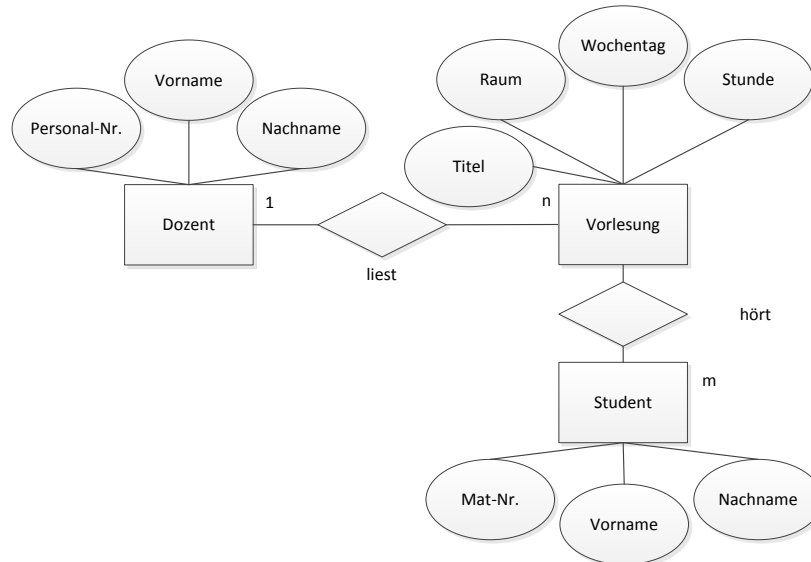 Wochentag
Vorname
Raum
Stunde
Personal-Nr.
Nachname
Titel
1
n
Dozent
Vorlesung
liest
hört
m
Student
Mat-Nr.
Nachname
Vorname